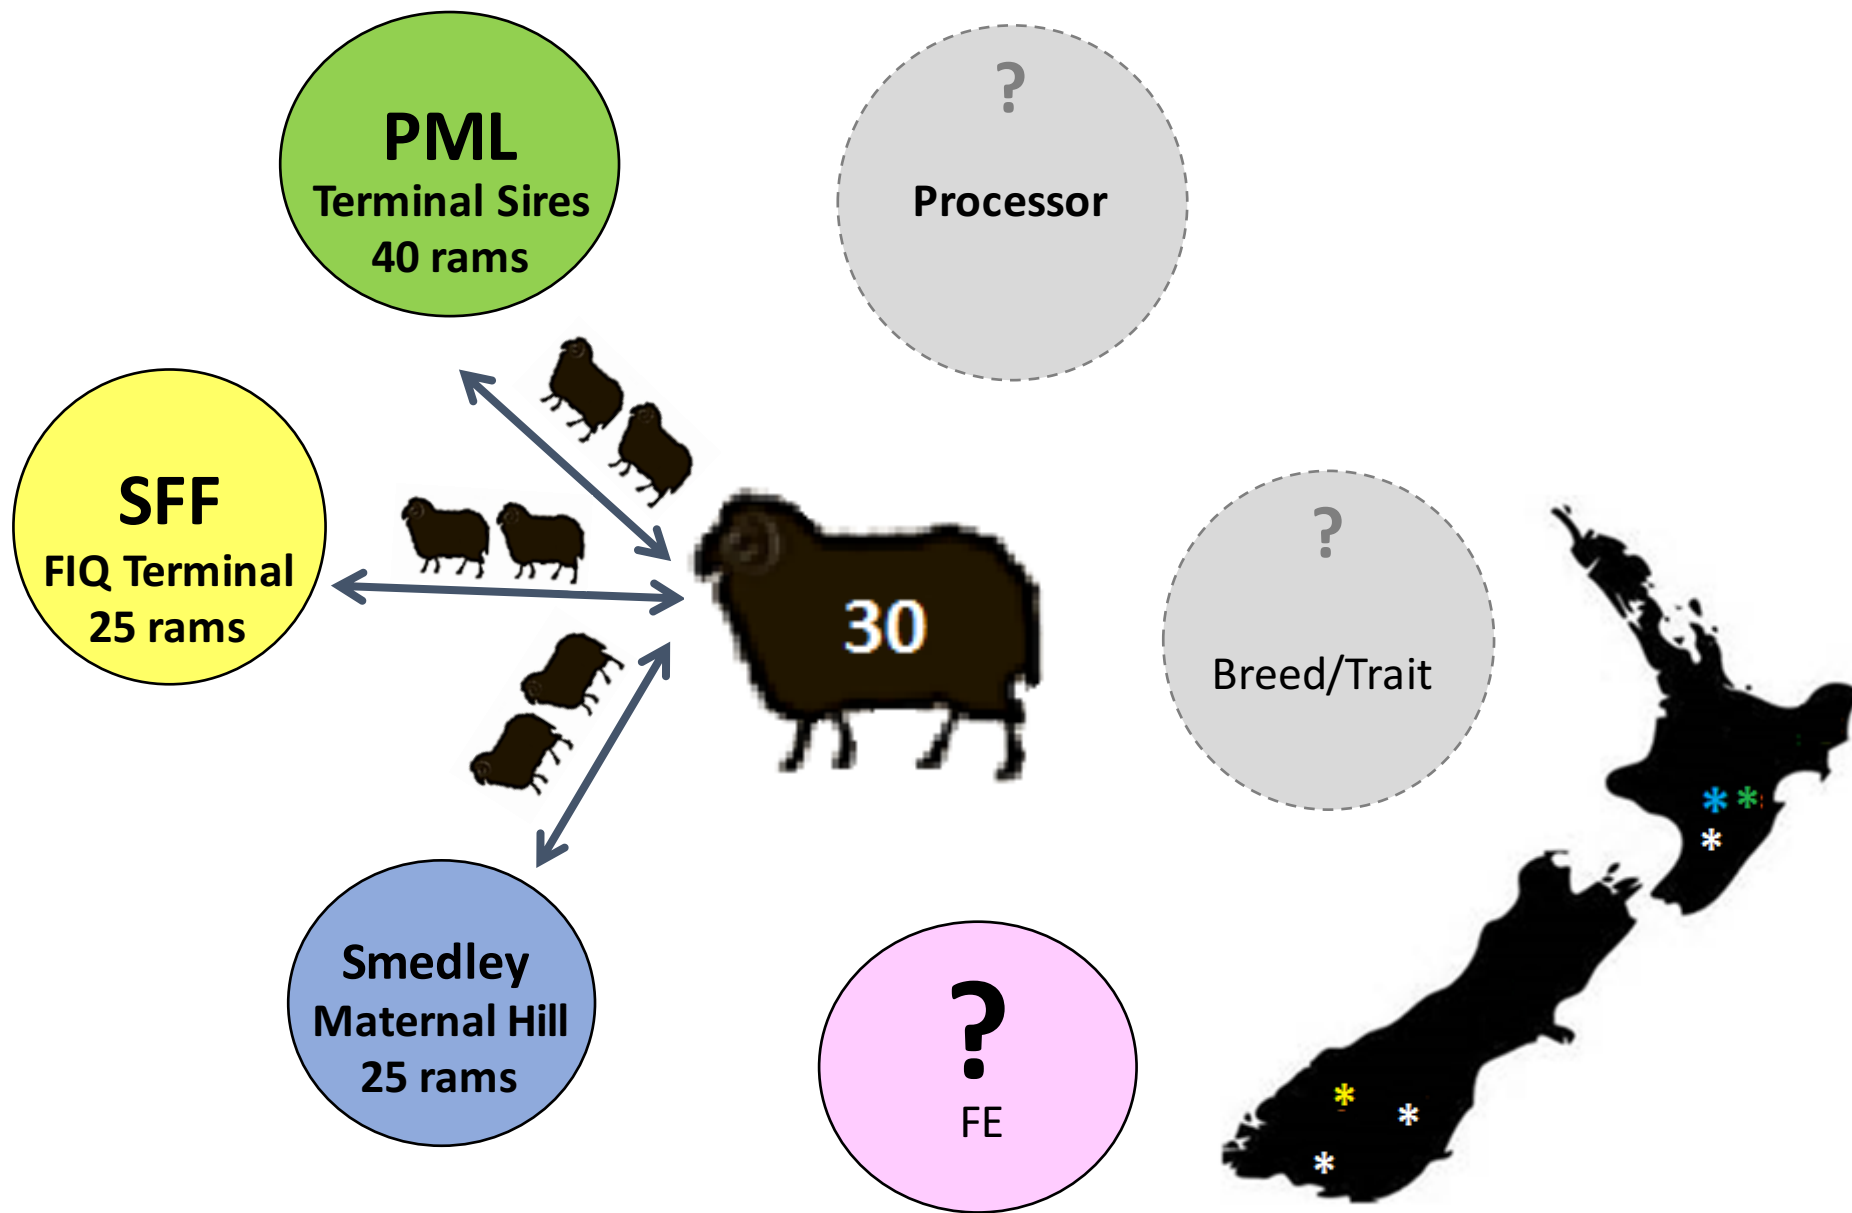 PML
Terminal Sires
40 rams
?
Processor
SFF
FIQ Terminal
25 rams
30
?
Breed/Trait
Smedley
Maternal Hill
25 rams
?
FE
* *
*
*
*
*